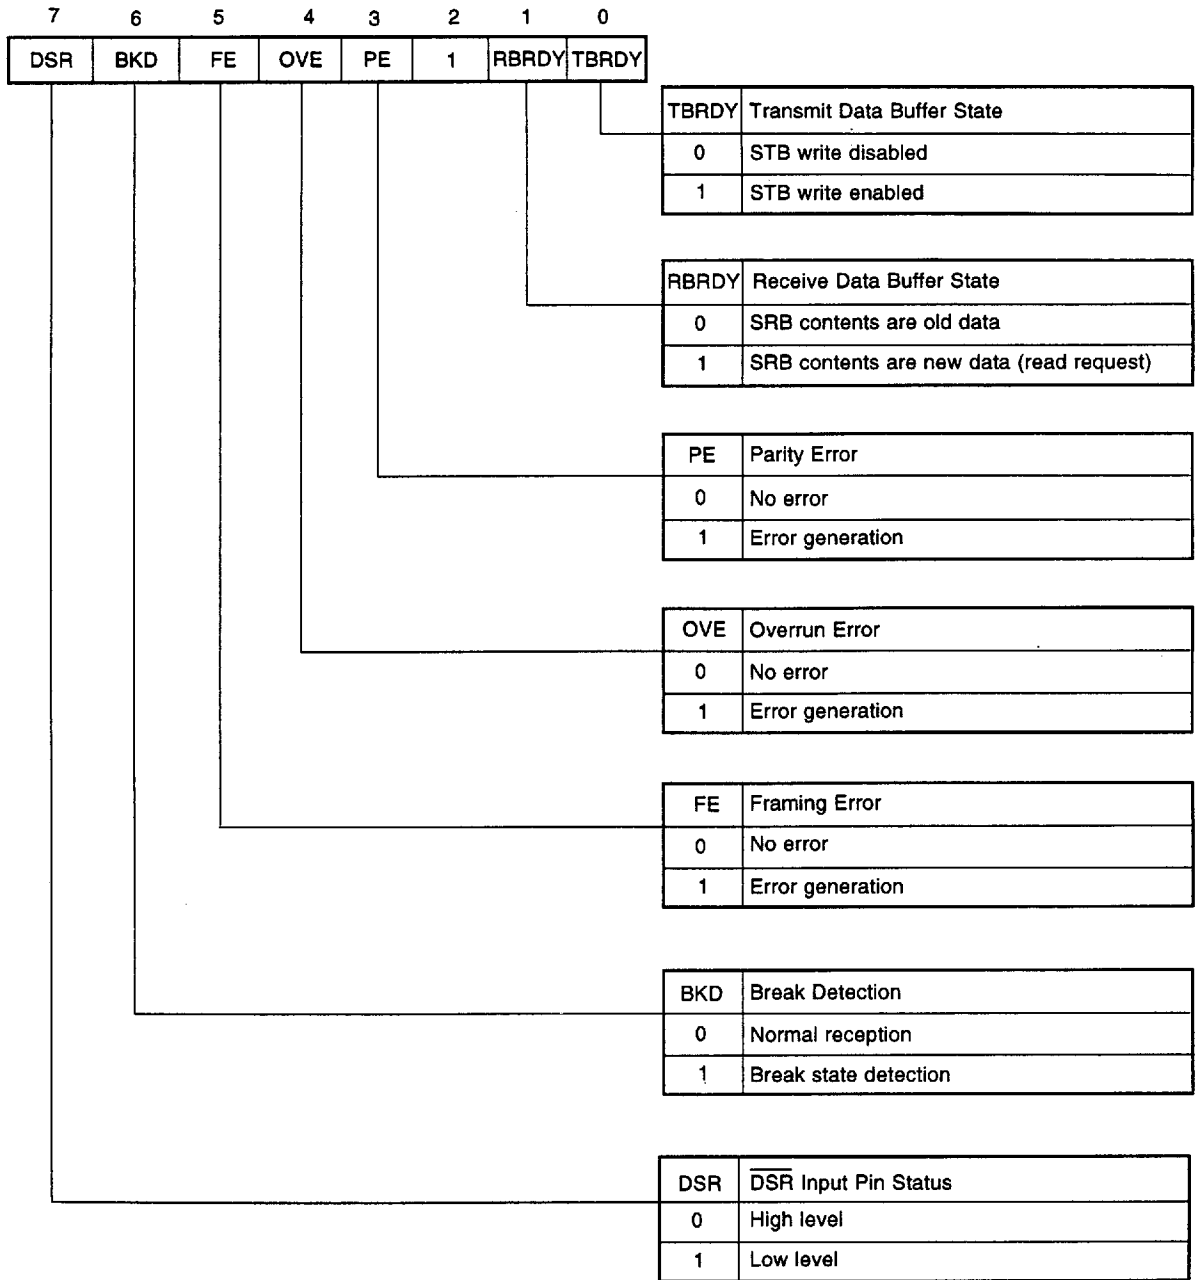 7 6 5 4 3 2 1 0
DSR BKD FE OVE PE 1 RBRDY TBRDY
TBRDY Transmit Data Buffer State
0 STB write disabled
1 STB write enabled
RBRDY Receive Data Buffer State
0 SRB contents are old data
1 SRB contents are new data (read request)
PE Parity Error
0 No error
1 Error generation
OVE Overrun Error
0 No error
1 Error generation
FE Framing Error
0 No error
1 Error generation
BKD Break Detection
0 Normal reception
1 Break state detection
DSR D̅S̅R̅ Input Pin Status
0 High level
1 Low level